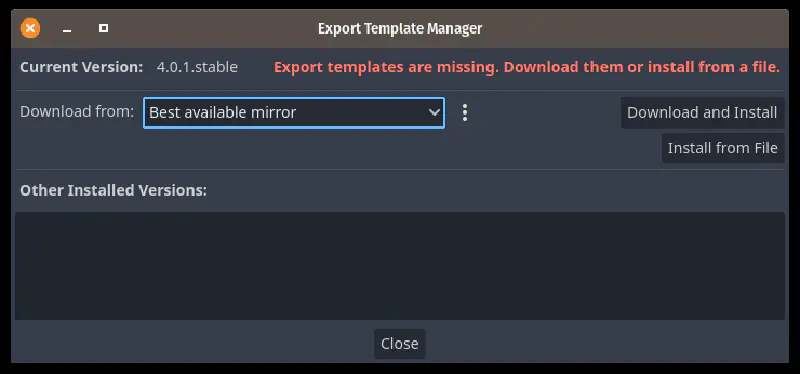 Export Template Manager
Current Version: 4.0.1.stable Export templates are missing. Download them or install from a file.
Download from: Best available mirror Download and Install
Install from File
Other Installed Versions:
Close